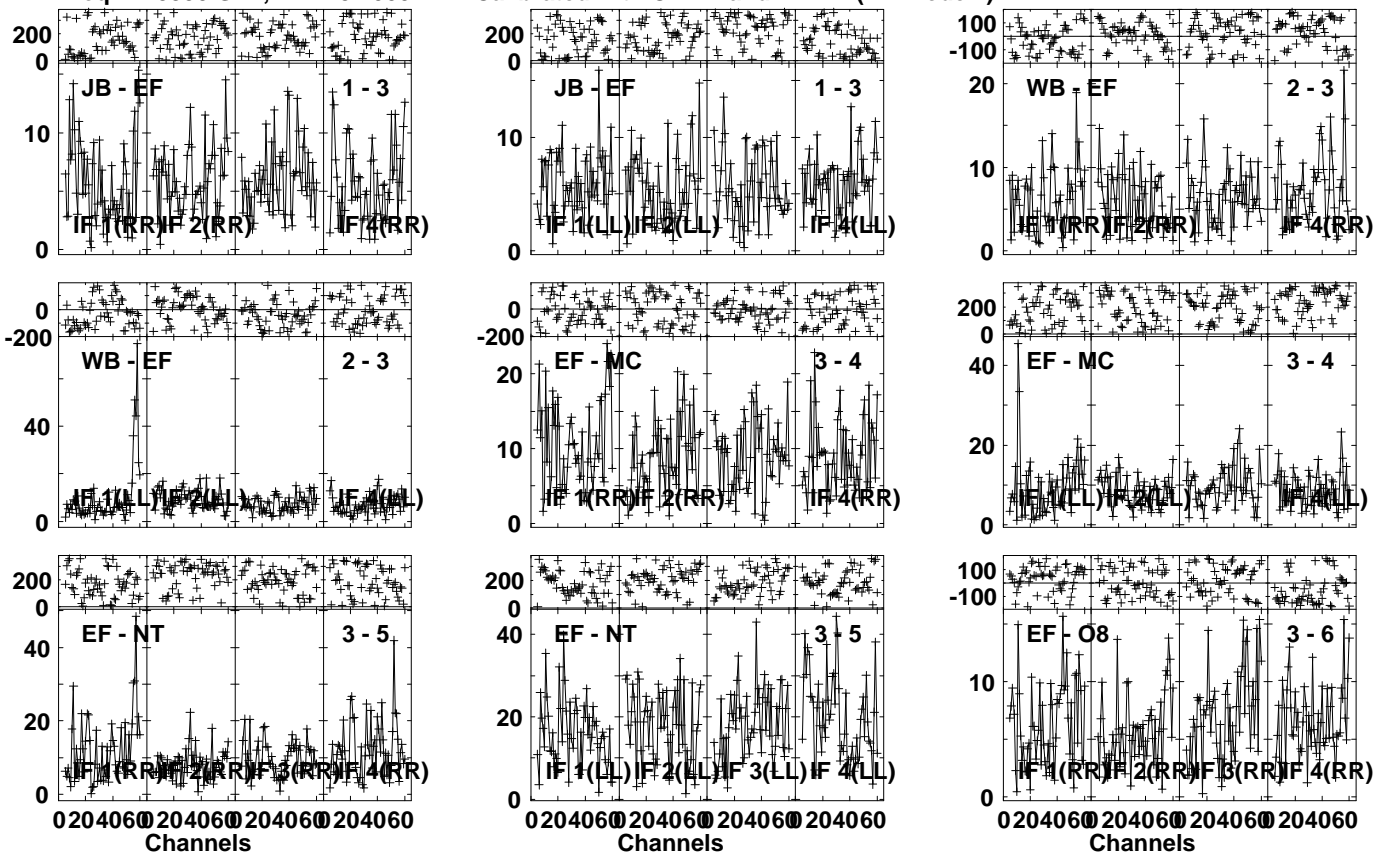 200 200 100
0 0 -100
JB - EF 1 - 3 JB - EF 1 - 3 WB - EF 2 - 3
20
10 10 10
IF 1(RR) IF 2(RR) IF 4(RR) IF 1(LL) IF 2(LL) IF 4(LL) IF 1(RR) IF 2(RR) IF 4(RR)
0 0 0
0 0 200
-200 -200 0
WB - EF 2 - 3 EF - MC 3 - 4 EF - MC 3 - 4
20 40
40 10 20
IF 1(LL) IF 2(LL) IF 4(LL) IF 1(RR) IF 2(RR) IF 4(RR) IF 1(LL) IF 2(LL) IF 4(LL)
0 0 0
200 200 100
0 0 -100
EF - NT 3 - 5 EF - NT 3 - 5 EF - O8 3 - 6
40 40
20 20 10
IF 1(RR) IF 2(RR) IF 3(RR) IF 4(RR) IF 1(LL) IF 2(LL) IF 3(LL) IF 4(LL) IF 1(RR) IF 2(RR) IF 3(RR) IF 4(RR)
0 0 0
0 20 40 60 0 20 40 60 0 20 40 60 0 20 40 60 0 20 40 60 0 20 40 60 0 20 40 60 0 20 40 60 0 20 40 60 0 20 40 60 0 20 40 60 0 20 40 60
Channels Channels Channels